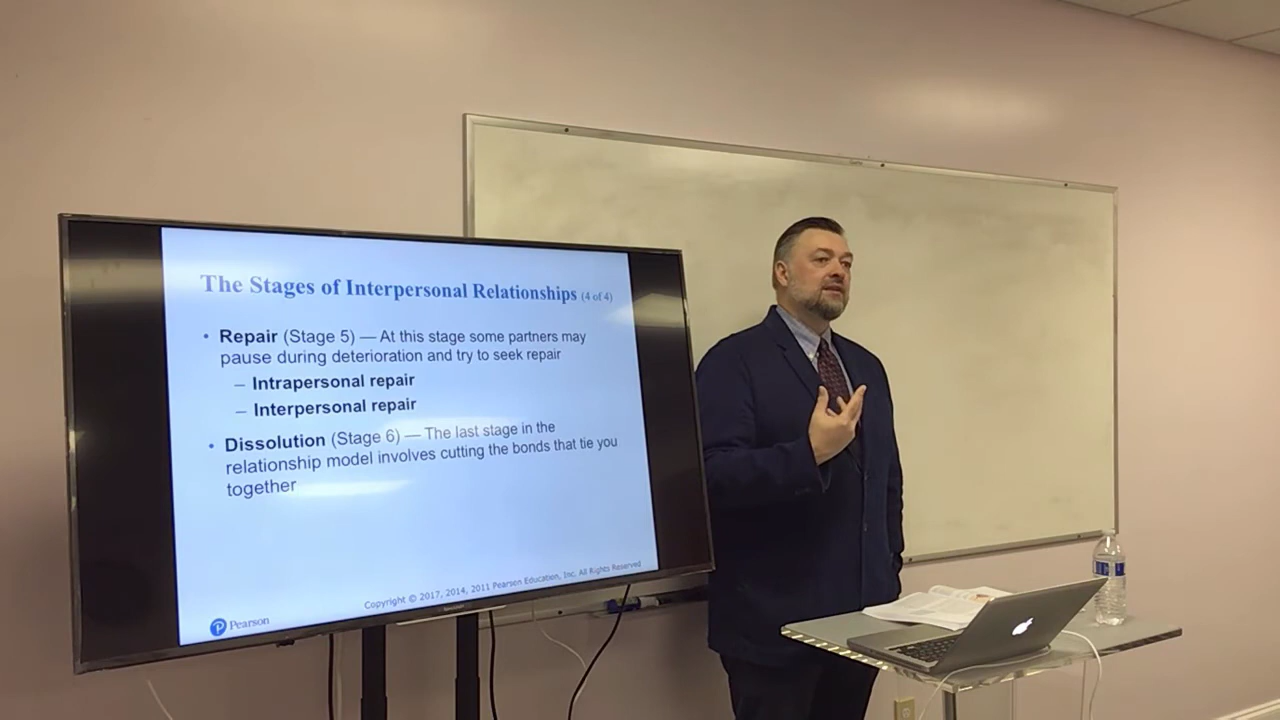 The Stages of Interpersonal Relationships (4 of 4)
• Repair (Stage 5) — At this stage some partners may
pause during deterioration and try to seek repair
– Intrapersonal repair
– Interpersonal repair
• Dissolution (Stage 6) — The last stage in the
relationship model involves cutting the bonds that tie you
together
Copyright © 2017, 2014, 2011 Pearson Education, Inc. All Rights Reserved
Pearson